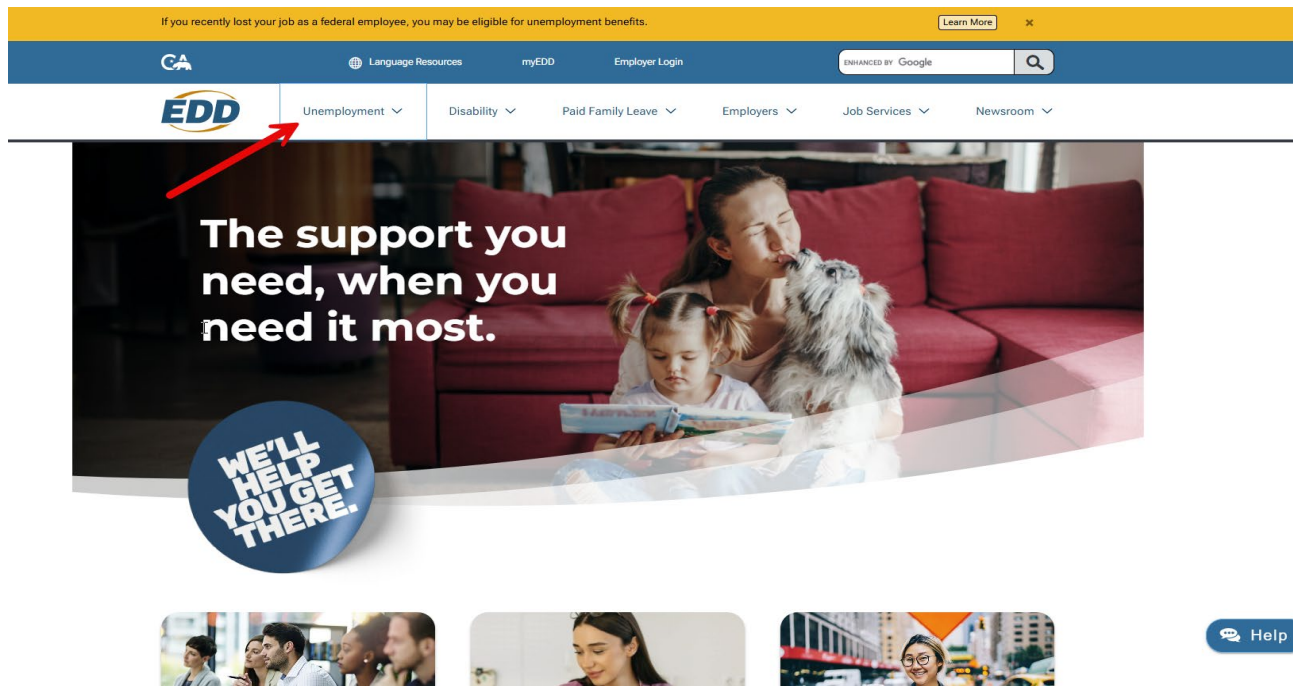 If you recently lost your job as a federal employee, you may be eligible for unemployment benefits.
Learn More
×
CA
Language Resources
myEDD
Employer Login
ENHANCED BY Google
EDD
Unemployment
Disability
Paid Family Leave
Employers
Job Services
Newsroom
The support you
need, when you
need it most.
WE'LL
HELP
YOU GET
THERE.
Help